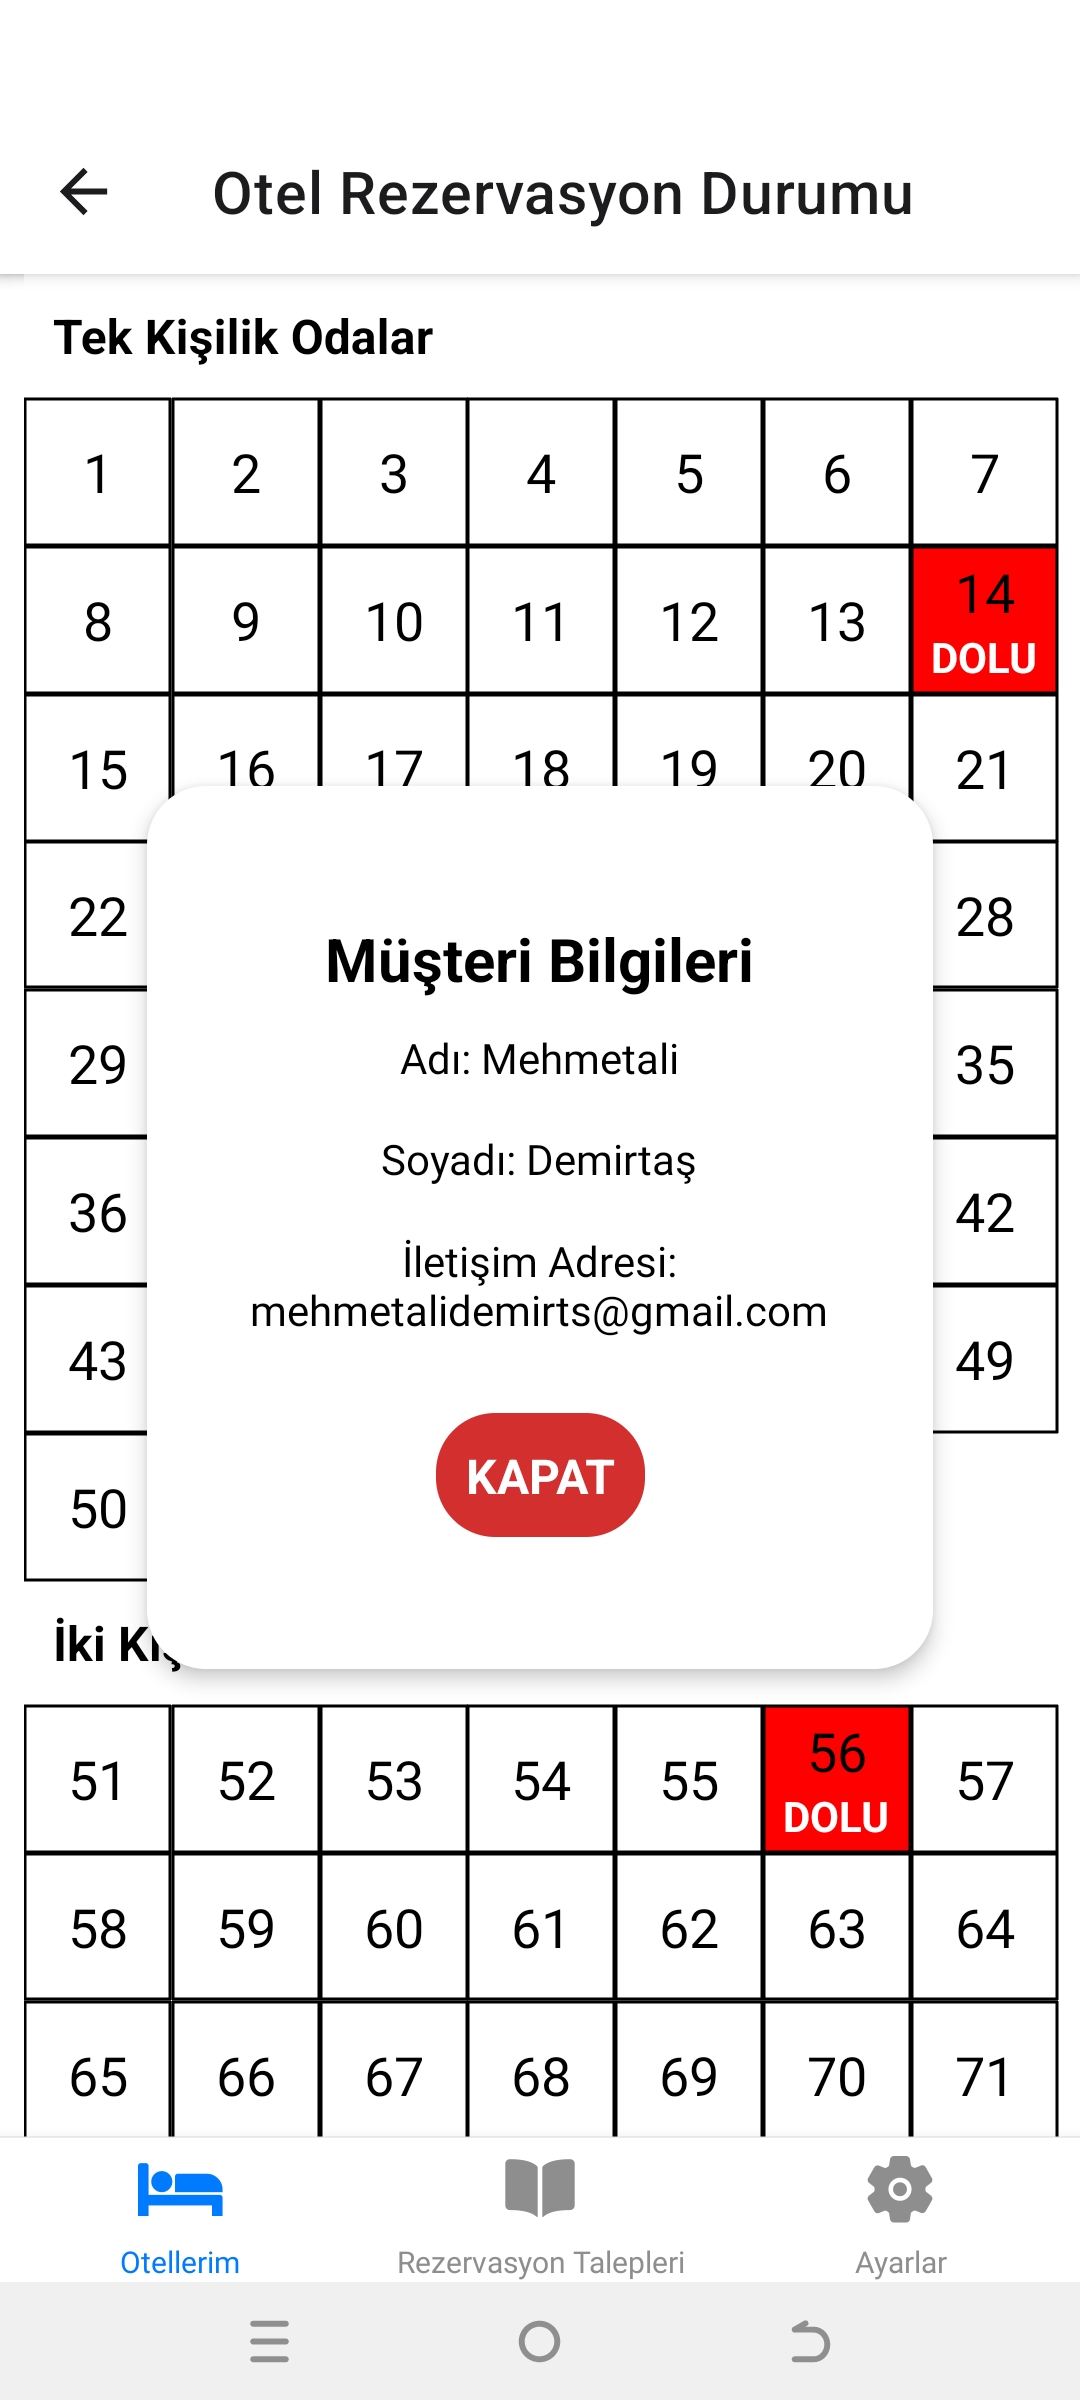 Otel Rezervasyon Durumu
Tek Kişilik Odalar
1 2 3 4 5 6 7
8 9 10 11 12 13 14
DOLU
15 16 17 18 19 20 21
22 28
29 35
36 42
43 49
50
Müşteri Bilgileri
Adı: Mehmetali
Soyadı: Demirtaş
İletişim Adresi:
mehmetalidemirts@gmail.com
KAPAT
İki
51 52 53 54 55 56 57
DOLU
58 59 60 61 62 63 64
65 66 67 68 69 70 71
Otellerim Rezervasyon Talepleri Ayarlar